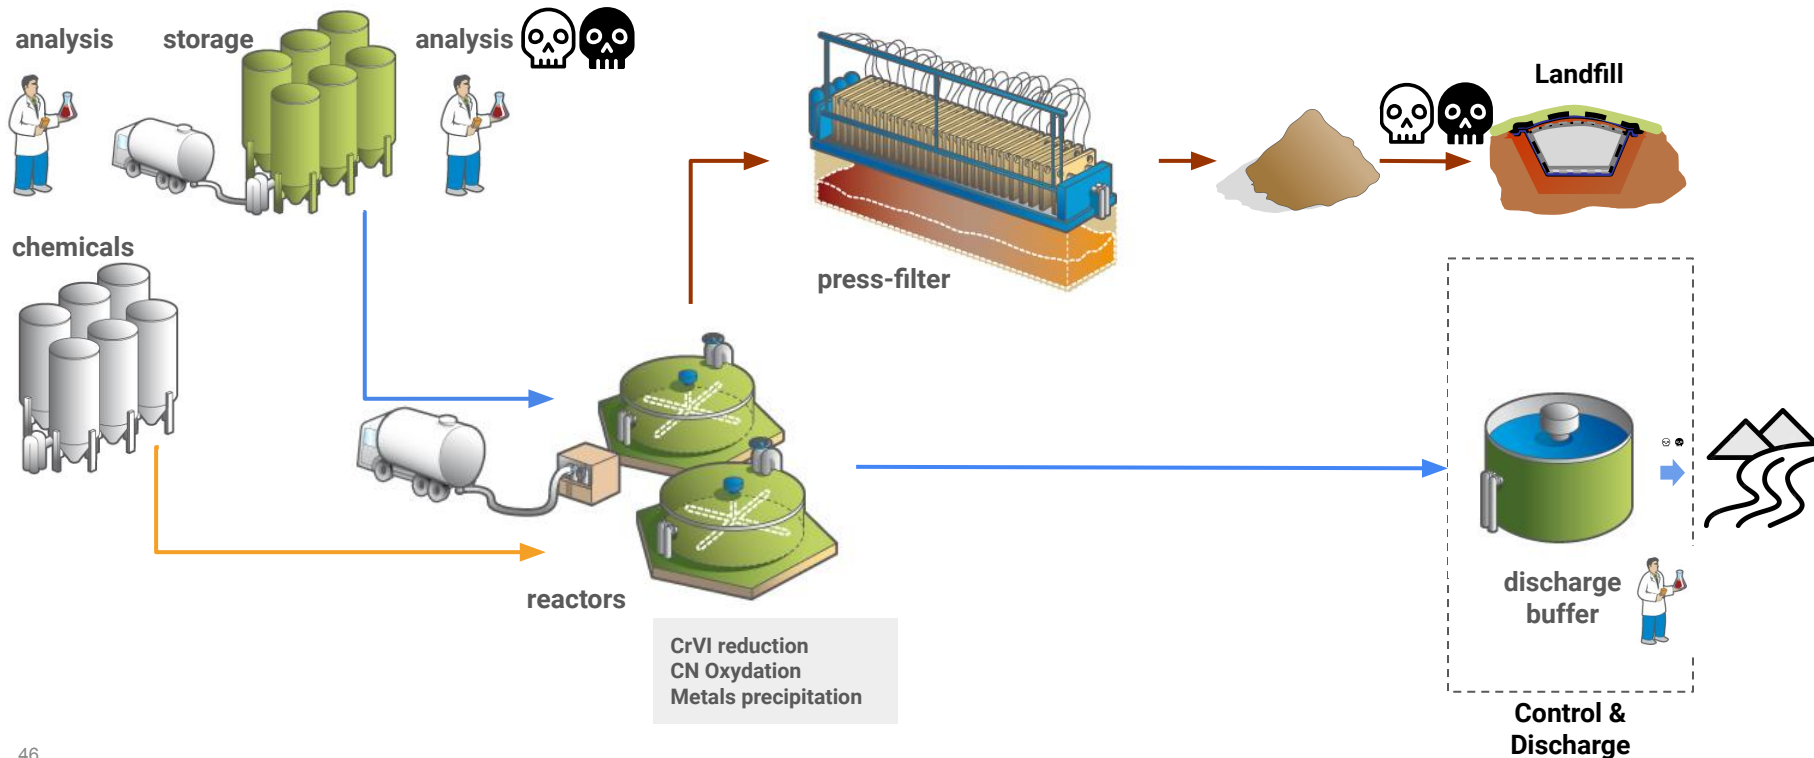 analysis
storage
analysis
Landfill
chemicals
press-filter
reactors
CrVI reduction
CN Oxydation
Metals precipitation
discharge
buffer
Control &
Discharge
46